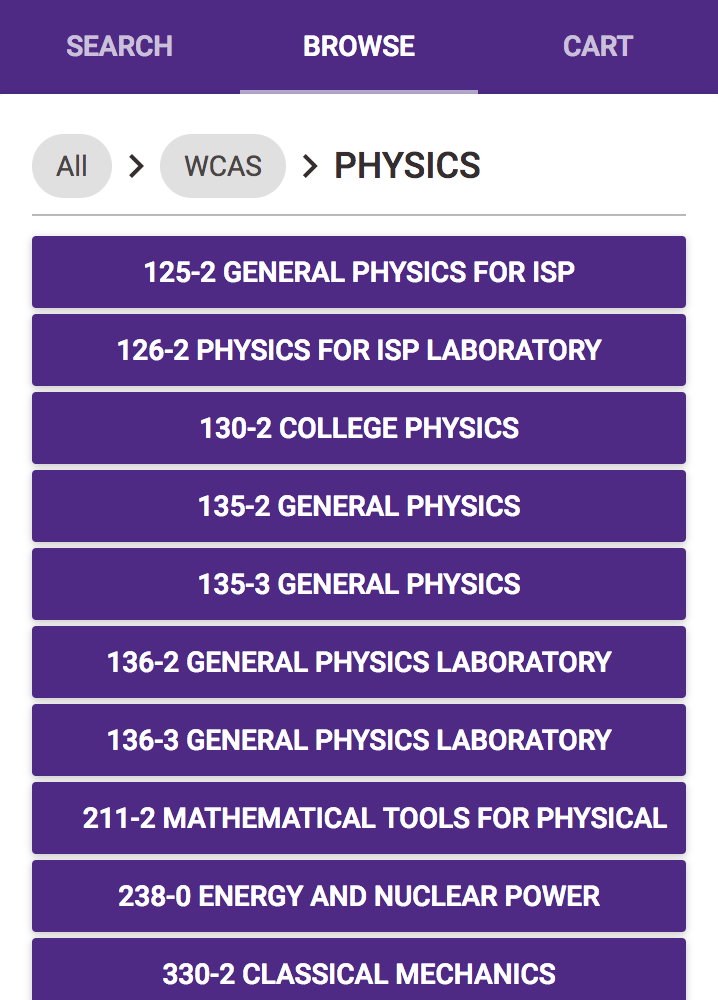 SEARCH BROWSE CART
All WCAS PHYSICS
125-2 GENERAL PHYSICS FOR ISP
126-2 PHYSICS FOR ISP LABORATORY
130-2 COLLEGE PHYSICS
135-2 GENERAL PHYSICS
135-3 GENERAL PHYSICS
136-2 GENERAL PHYSICS LABORATORY
136-3 GENERAL PHYSICS LABORATORY
211-2 MATHEMATICAL TOOLS FOR PHYSICAL
238-0 ENERGY AND NUCLEAR POWER
330-2 CLASSICAL MECHANICS